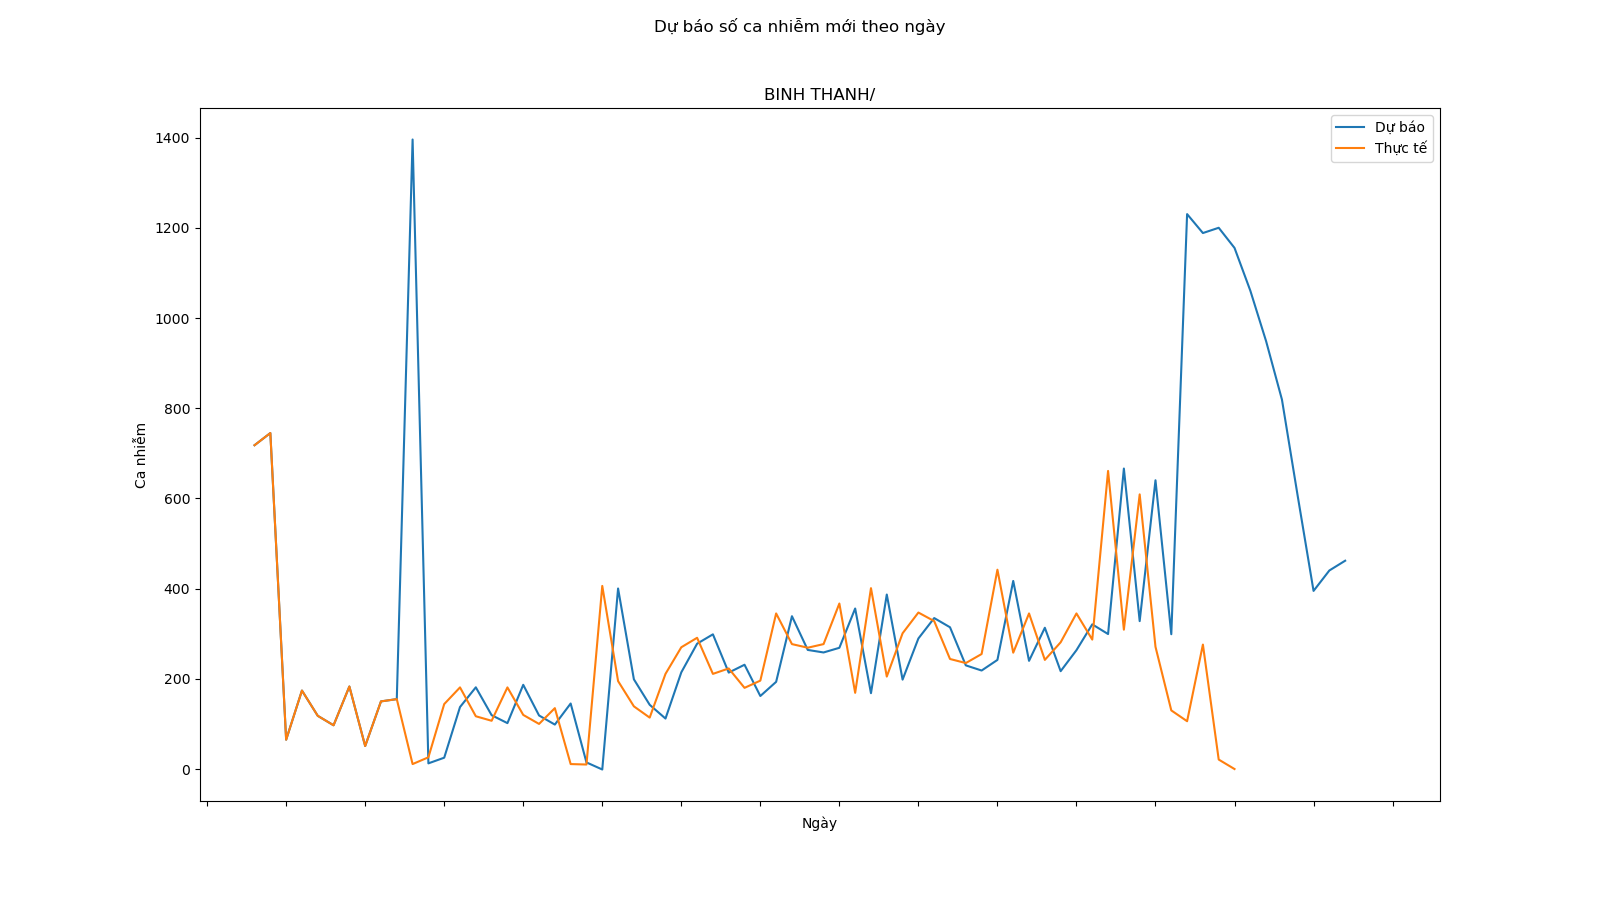 Dự báo số ca nhiễm mới theo ngày
BINH THANH/
Dự báo
Thực tế
1400
1200
1000
800
600
400
200
0
Ca nhiễm
Ngày